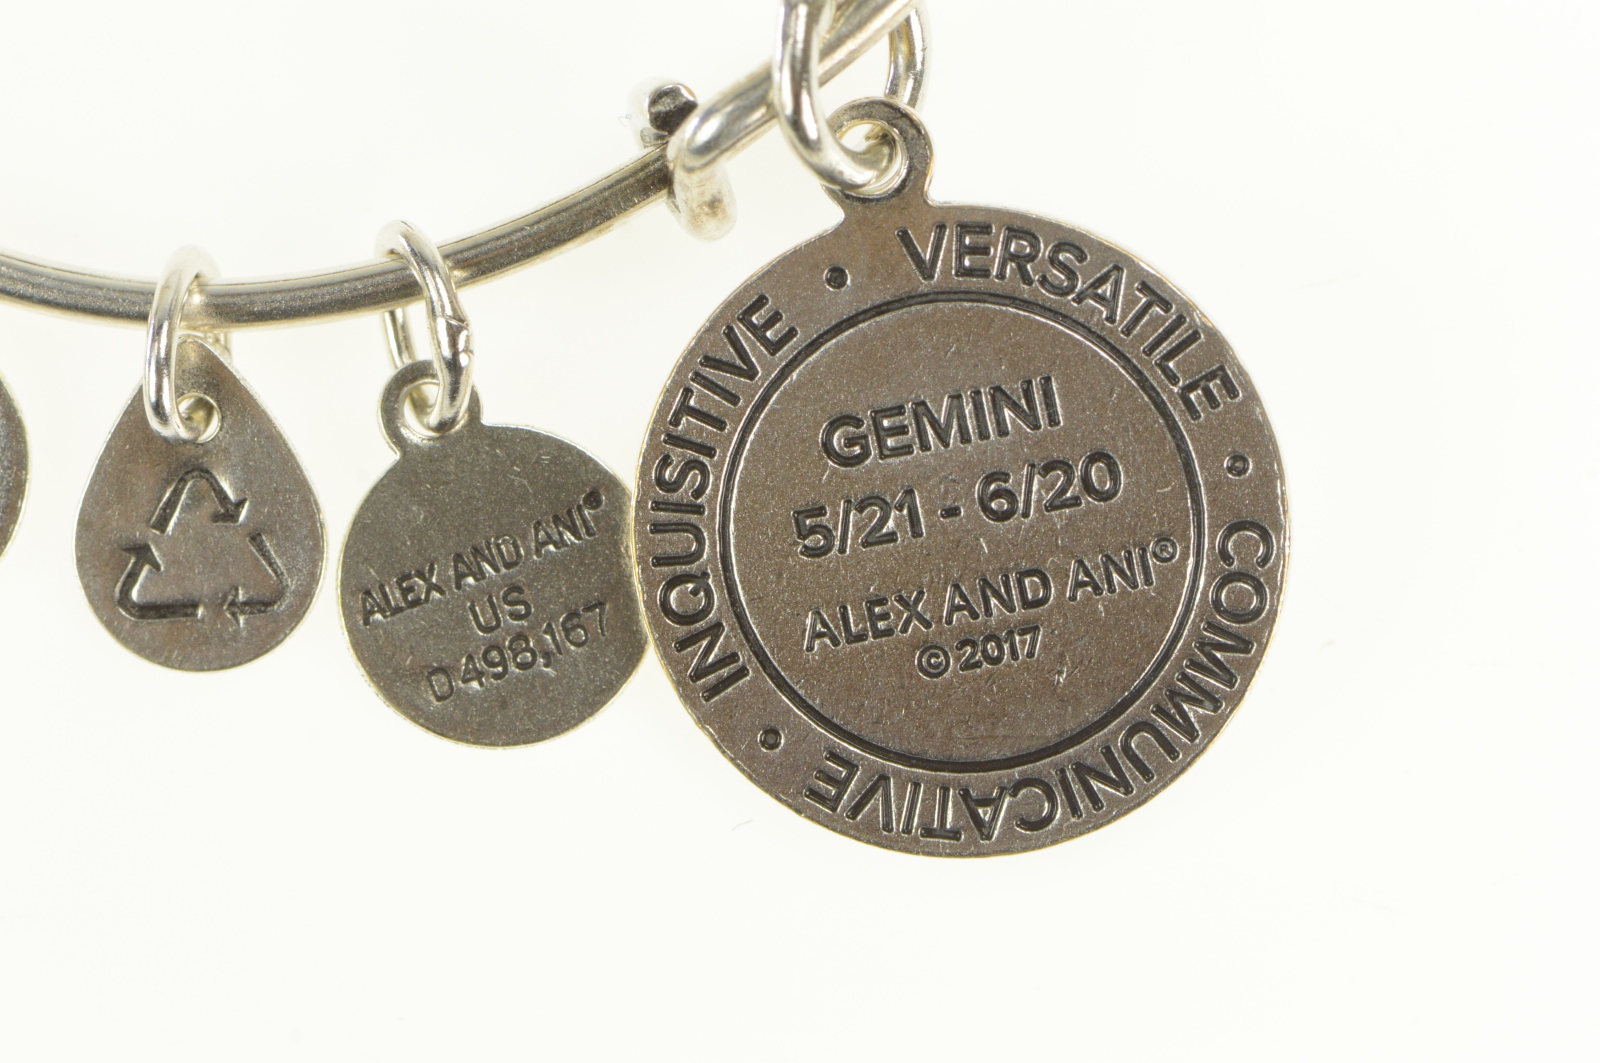 ALEX AND ANI®
US
D498,167
VERSATILE • COMMUNICATIVE • INQUISITIVE •
GEMINI
5/21 - 6/20
ALEX AND ANI®
© 2017